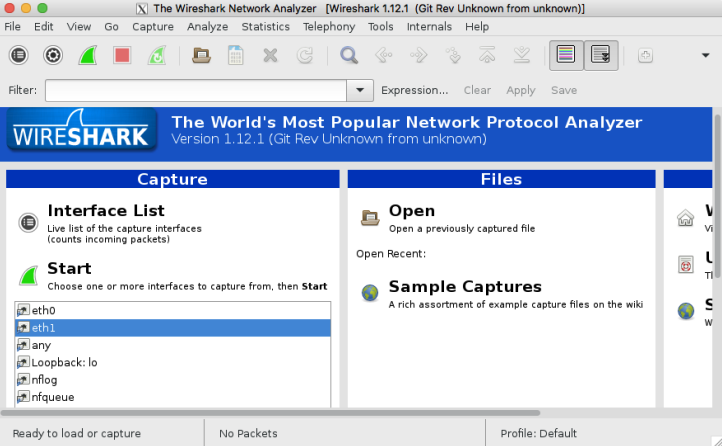 The Wireshark Network Analyzer [Wireshark 1.12.1 (Git Rev Unknown from unknown)]
File Edit View Go Capture Analyze Statistics Telephony Tools Internals Help
Filter: Expression... Clear Apply Save
WIRESHARK
The World's Most Popular Network Protocol Analyzer
Version 1.12.1 (Git Rev Unknown from unknown)
Capture
Interface List
Live list of the capture interfaces
(counts incoming packets)
Start
Choose one or more interfaces to capture from, then Start
eth0
eth1
any
Loopback: lo
nflog
nfqueue
Files
Open
Open a previously captured file
Open Recent:
Sample Captures
A rich assortment of example capture files on the wiki
Ready to load or capture
No Packets
Profile: Default